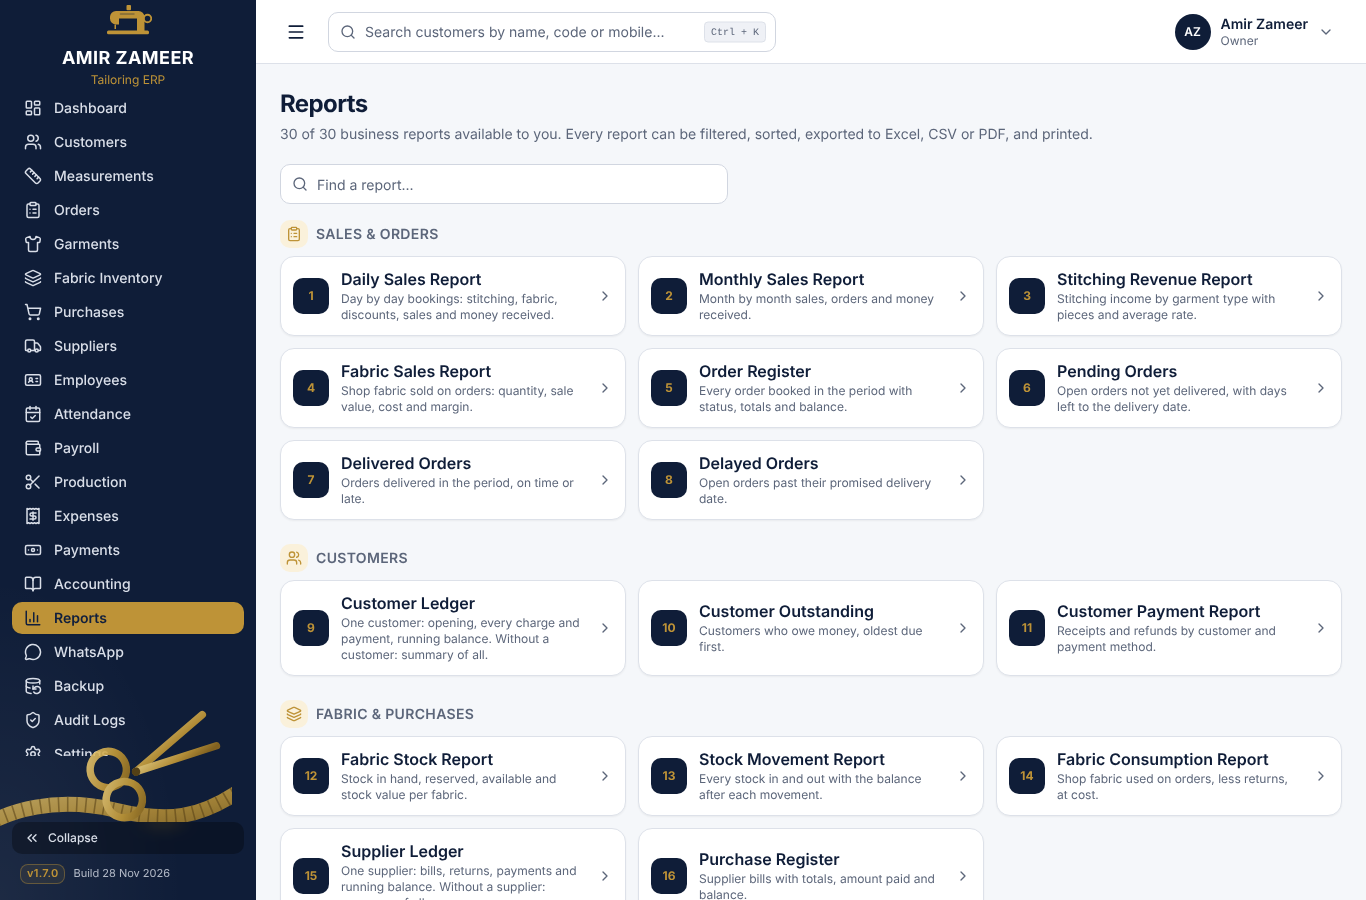 AMIR ZAMEER
Tailoring ERP
Dashboard
Customers
Measurements
Orders
Garments
Fabric Inventory
Purchases
Suppliers
Employees
Attendance
Payroll
Production
Expenses
Payments
Accounting
Reports
WhatsApp
Backup
Audit Logs
Settings
Collapse
v1.7.0 Build 28 Nov 2026
Search customers by name, code or mobile... Ctrl + K
AZ
Amir Zameer
Owner
Reports
30 of 30 business reports available to you. Every report can be filtered, sorted, exported to Excel, CSV or PDF, and printed.
Find a report...
SALES & ORDERS
1
Daily Sales Report
Day by day bookings: stitching, fabric,
discounts, sales and money received.
2
Monthly Sales Report
Month by month sales, orders and money
received.
3
Stitching Revenue Report
Stitching income by garment type with
pieces and average rate.
4
Fabric Sales Report
Shop fabric sold on orders: quantity, sale
value, cost and margin.
5
Order Register
Every order booked in the period with
status, totals and balance.
6
Pending Orders
Open orders not yet delivered, with days
left to the delivery date.
7
Delivered Orders
Orders delivered in the period, on time or
late.
8
Delayed Orders
Open orders past their promised delivery
date.
CUSTOMERS
9
Customer Ledger
One customer: opening, every charge and
payment, running balance. Without a
customer: summary of all.
10
Customer Outstanding
Customers who owe money, oldest due
first.
11
Customer Payment Report
Receipts and refunds by customer and
payment method.
FABRIC & PURCHASES
12
Fabric Stock Report
Stock in hand, reserved, available and
stock value per fabric.
13
Stock Movement Report
Every stock in and out with the balance
after each movement.
14
Fabric Consumption Report
Shop fabric used on orders, less returns,
at cost.
15
Supplier Ledger
One supplier: bills, returns, payments and
running balance. Without a supplier:
16
Purchase Register
Supplier bills with totals, amount paid and
balance.